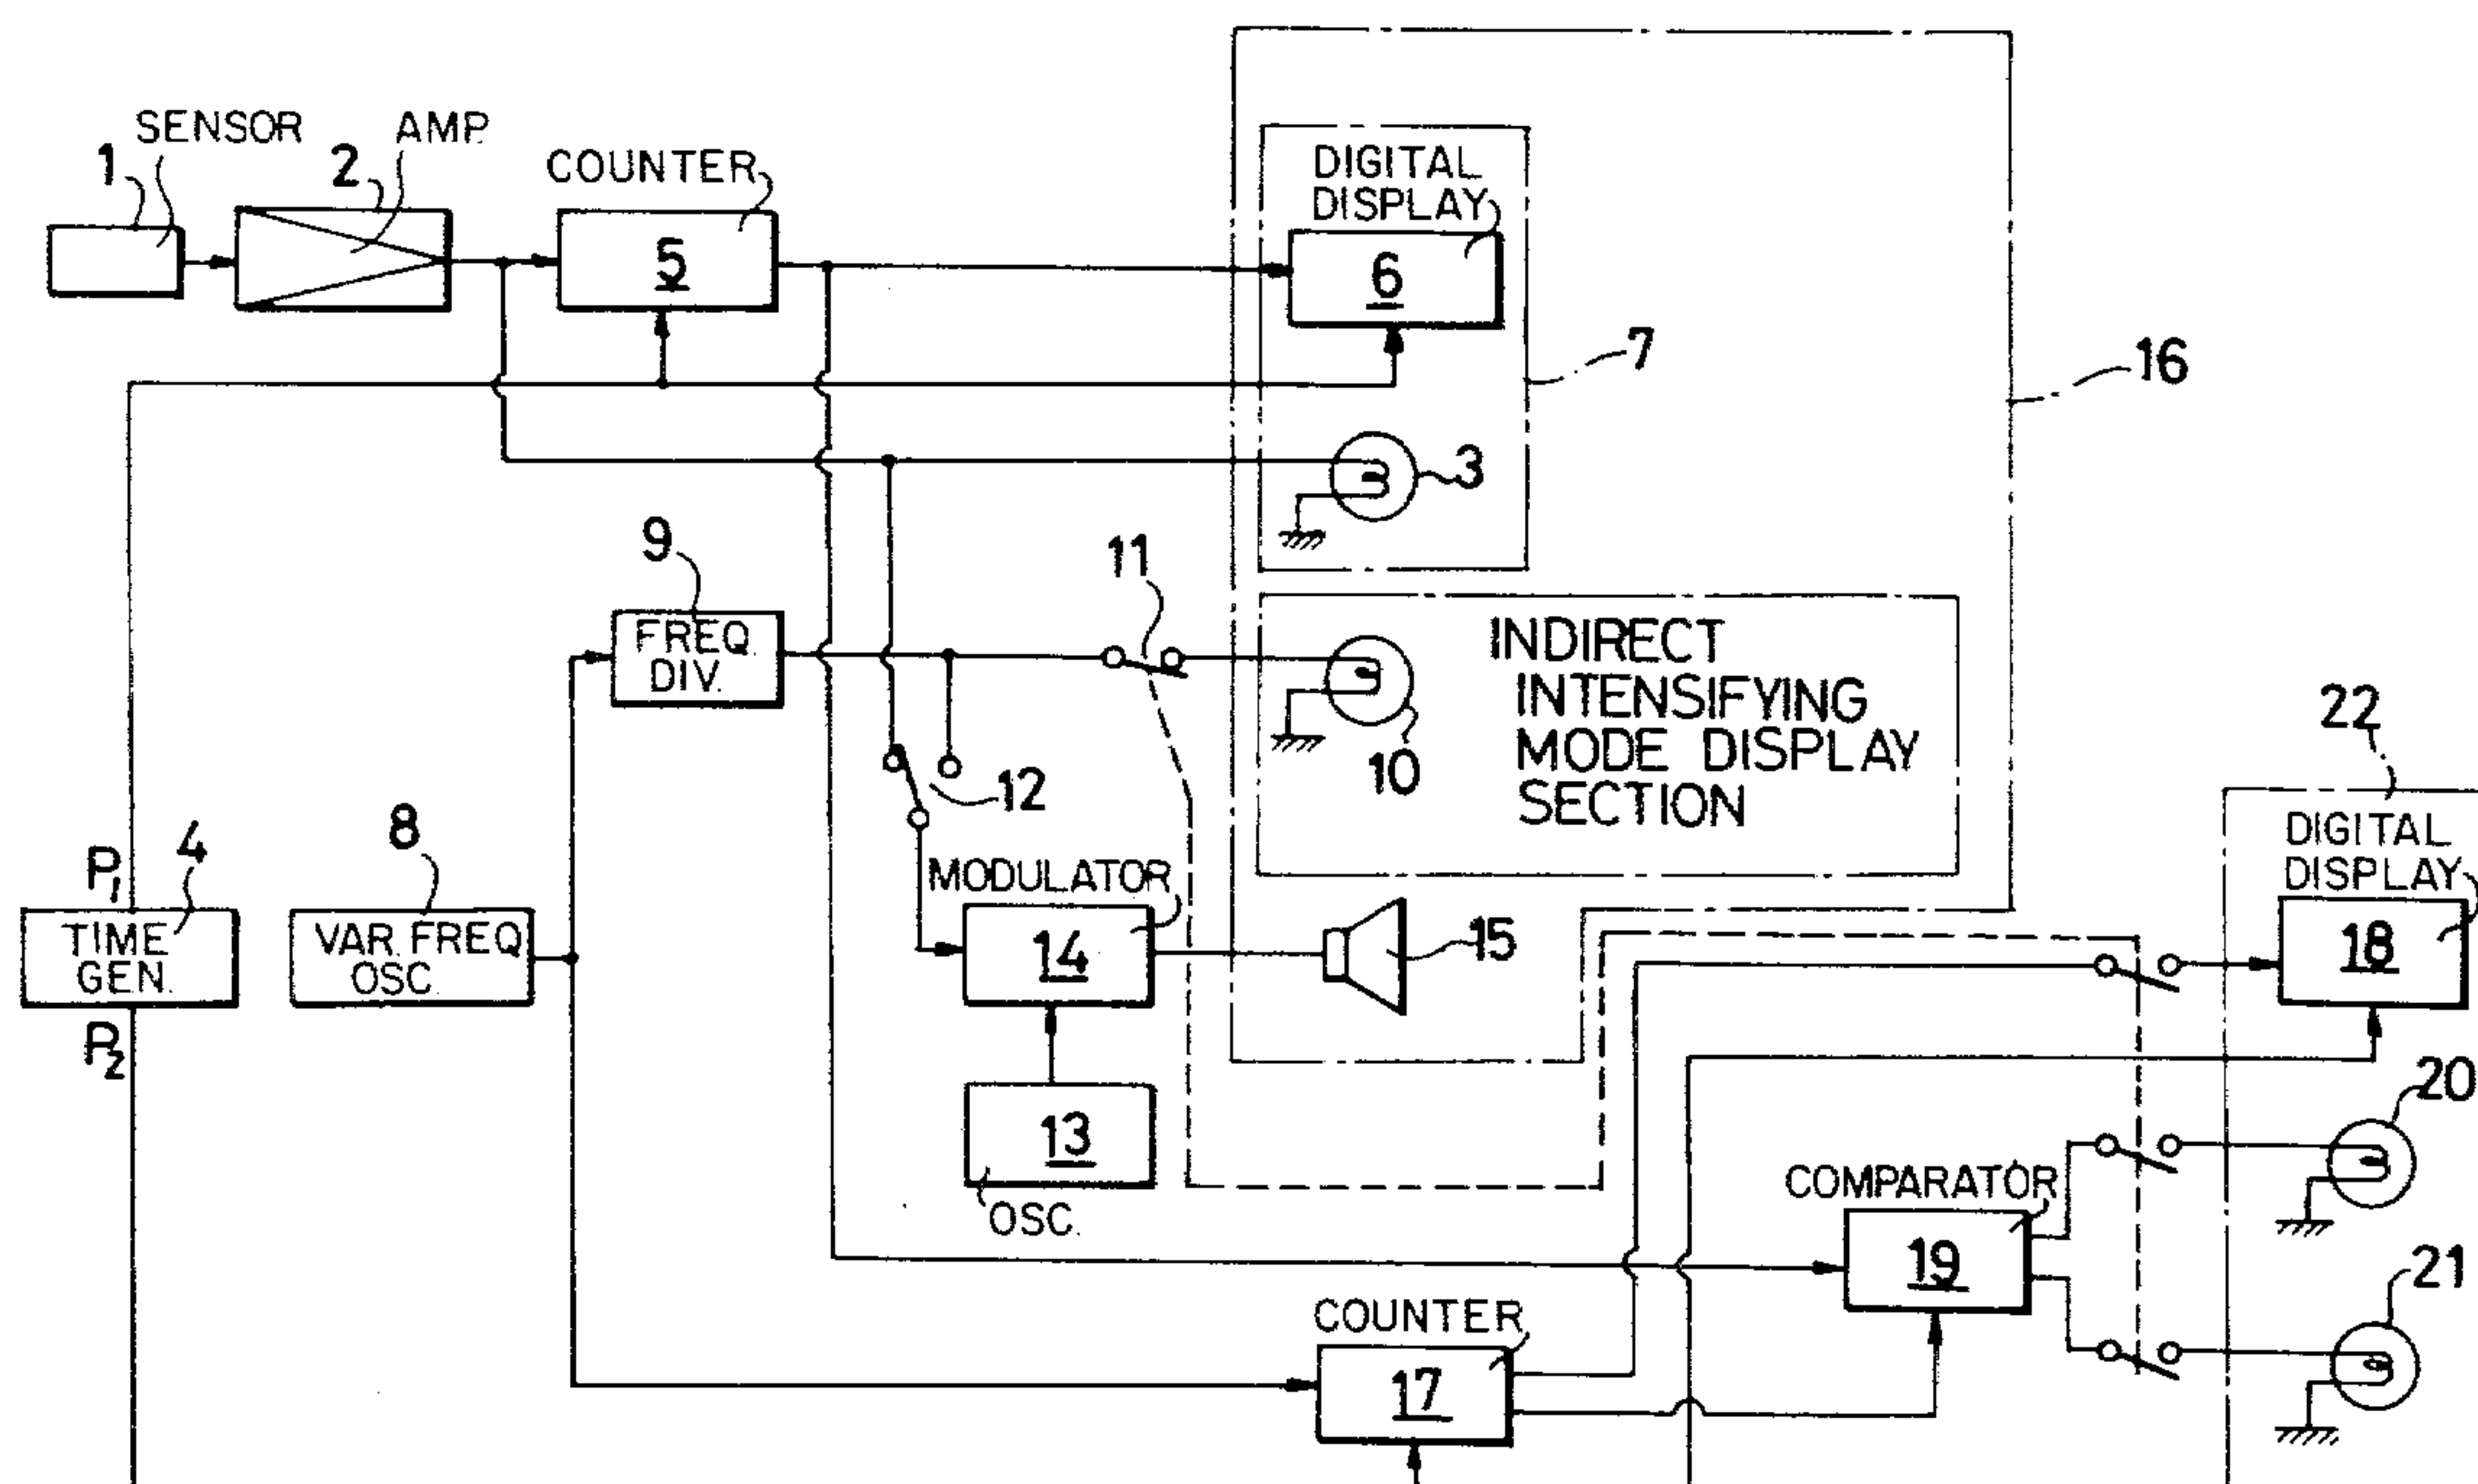 SENSOR
AMP.
1
2
COUNTER
5
DIGITAL
DISPLAY
6
7
16
3
9
FREQ.
DIV.
11
INDIRECT
INTENSIFYING
MODE DISPLAY
SECTION
10
12
22
DIGITAL
DISPLAY
18
P1
4
TIME
GEN.
P2
8
VAR. FREQ.
OSC.
MODULATOR
14
15
13
OSC.
20
COMPARATOR
19
21
COUNTER
17